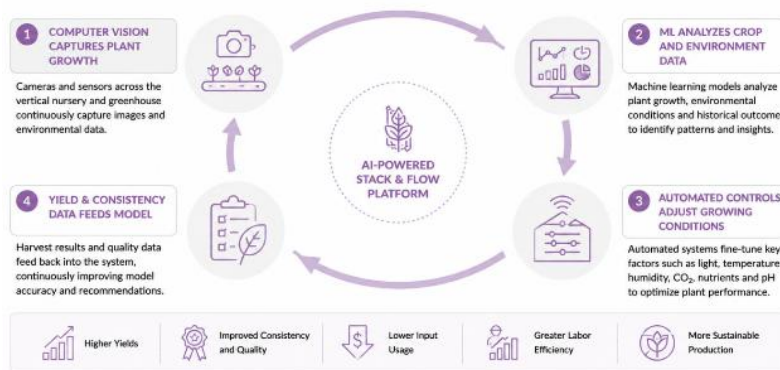 1
COMPUTER VISION
CAPTURES PLANT
GROWTH
Cameras and sensors across the
vertical nursery and greenhouse
continuously capture images and
environmental data.
2
ML ANALYZES CROP
AND ENVIRONMENT
DATA
Machine learning models analyze
plant growth, environmental
conditions and historical outcome
to identify patterns and insights.
AI-POWERED
STACK & FLOW
PLATFORM
4
YIELD & CONSISTENCY
DATA FEEDS MODEL
Harvest results and quality data
feed back into the system,
continuously improving model
accuracy and recommendations.
3
AUTOMATED CONTROLS
ADJUST GROWING
CONDITIONS
Automated systems fine-tune key
factors such as light, temperature
humidity, CO₂, nutrients and pH
to optimize plant performance.
Higher Yields
Improved Consistency
and Quality
Lower Input
Usage
Greater Labor
Efficiency
More Sustainable
Production